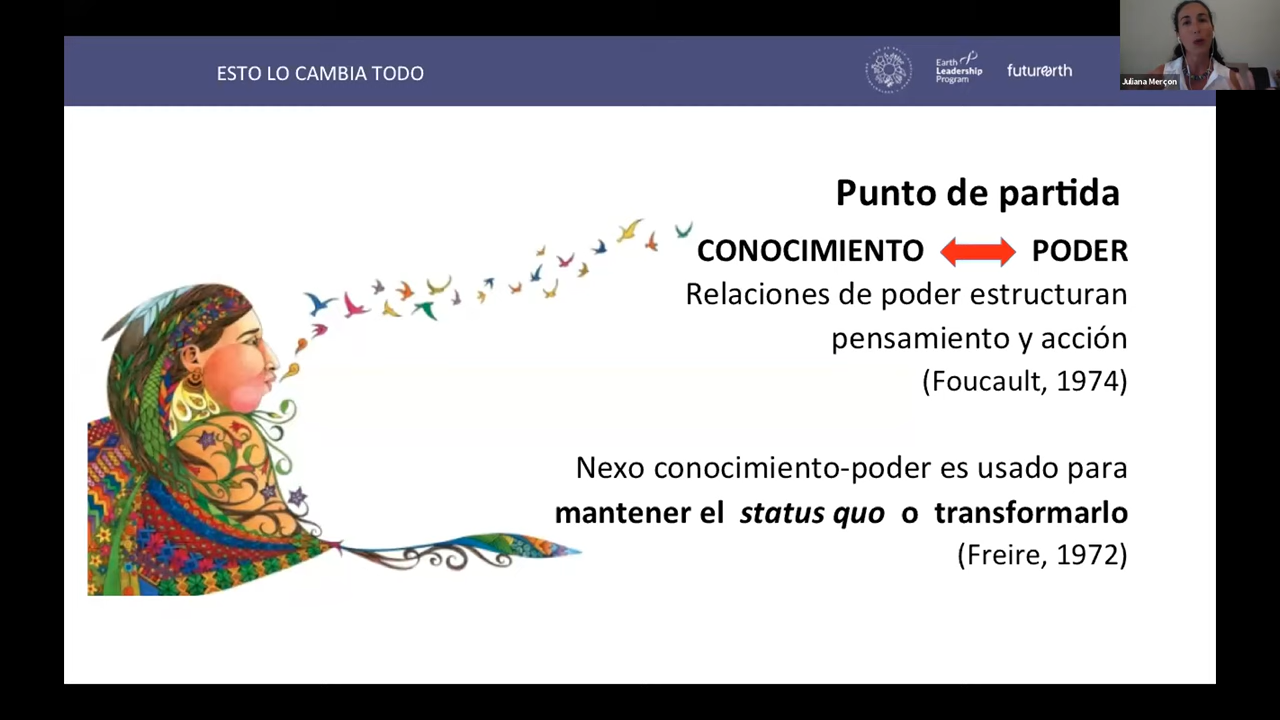 ESTO LO CAMBIA TODO
Earth
Leadership
Program
futurerth
Juliana Merçon
Punto de partida
CONOCIMIENTO PODER
Relaciones de poder estructuran
pensamiento y acción
(Foucault, 1974)
Nexo conocimiento-poder es usado para
mantener el status quo o transformarlo
(Freire, 1972)